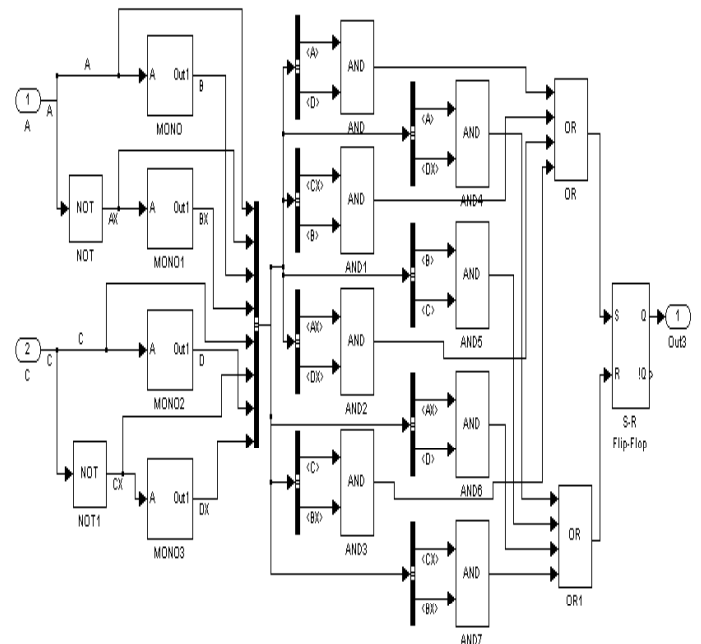 1
A
A
A
A
Out1
B
MONO
NOT
NOT
AX
A
Out1
BX
MONO1
2
C
C
C
A
Out1
D
MONO2
NOT
NOT1
CX
A
Out1
DX
MONO3
<A>
<D>
AND
AND
<CX>
<B>
AND
AND1
<AX>
<DX>
AND
AND2
<C>
<BX>
AND
AND3
<A>
<DX>
AND
AND4
<B>
<C>
AND
AND5
<AX>
<D>
AND
AND6
<CX>
<BX>
AND
AND7
OR
OR
OR
OR1
S
Q
R
!Q
S-R
Flip-Flop
1
Out3